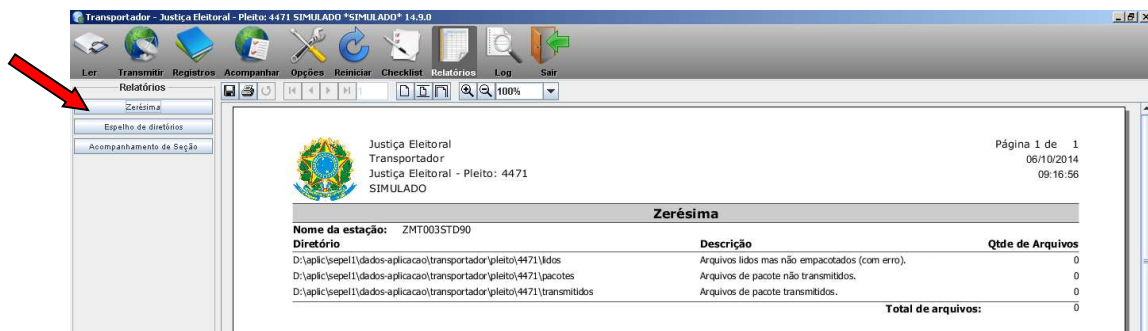 Transportador - Justiça Eleitoral - Pleito: 4471 SIMULADO *SIMULADO* 14.9.0
Ler Transmitir Registros Acompanhar Opções Reiniciar Checklist Relatórios Log Sair
Relatórios
1
100%
Zerésima
Espelho de diretórios
Acompanhamento de Seção
Justiça Eleitoral
Transportador
Justiça Eleitoral - Pleito: 4471
SIMULADO
Página 1 de 1
06/10/2014
09:16:56
Zerésima
Nome da estação: ZMT003STD90
Diretório Descrição Qtde de Arquivos
D:\aplic\sepel1\dados-aplicacao\transportador\pleito\4471\lidos Arquivos lidos mas não empacotados (com erro). 0
D:\aplic\sepel1\dados-aplicacao\transportador\pleito\4471\pacotes Arquivos de pacote não transmitidos. 0
D:\aplic\sepel1\dados-aplicacao\transportador\pleito\4471\transmitidos Arquivos de pacote transmitidos. 0
Total de arquivos: 0